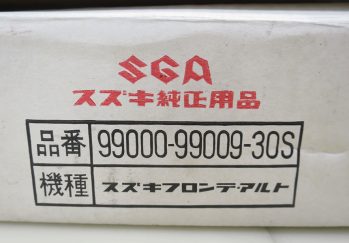 SGA
スズキ純正用品
品番 99000-99009-30S
機種 スズキフロンテ・アルト